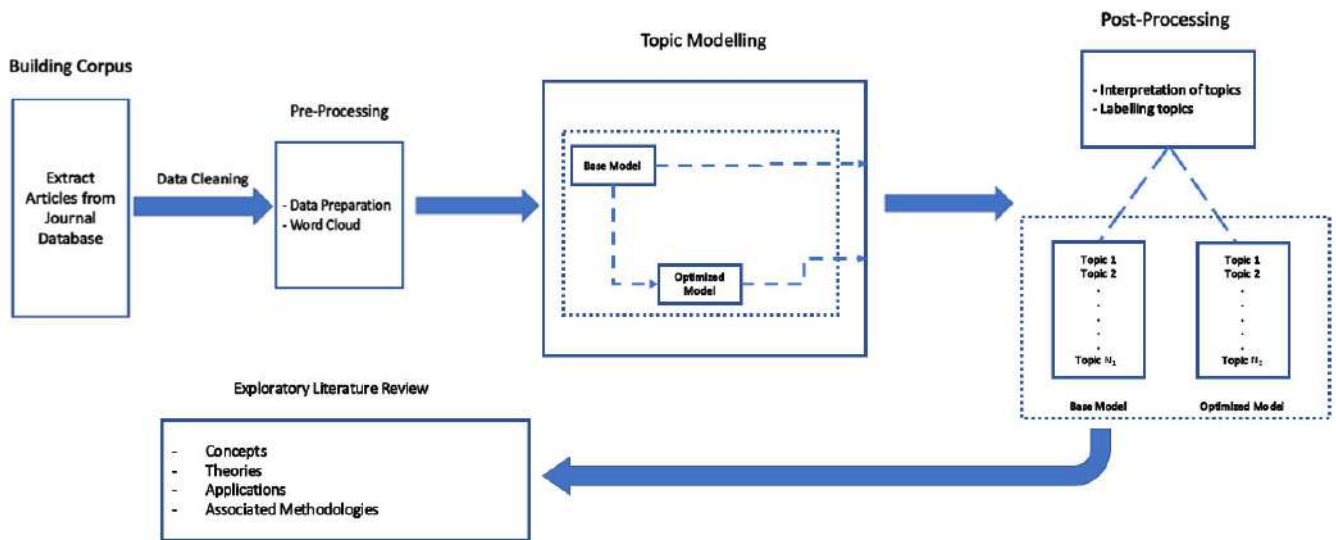 Building Corpus
Extract
Articles from
Journal
Database
Data Cleaning
Pre-Processing
- Data Preparation
- Word Cloud
Topic Modelling
Base Model
Optimized
Model
Post-Processing
- Interpretation of topics
- Labelling topics
Topic 1
Topic 2
.
.
.
.
.
Topic N₁
Base Model
Topic 1
Topic 2
.
.
.
.
.
Topic N₂
Optimized Model
Exploratory Literature Review
- Concepts
- Theories
- Applications
- Associated Methodologies